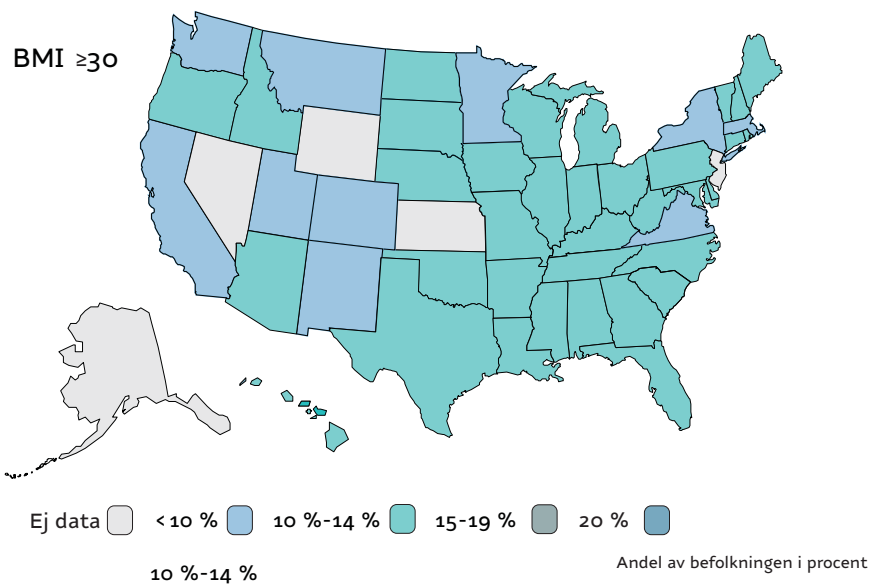 BMI ≥30
Ej data <10 % 10 %-14 % 15-19 % 20 %
Andel av befolkningen i procent
10 %-14 %